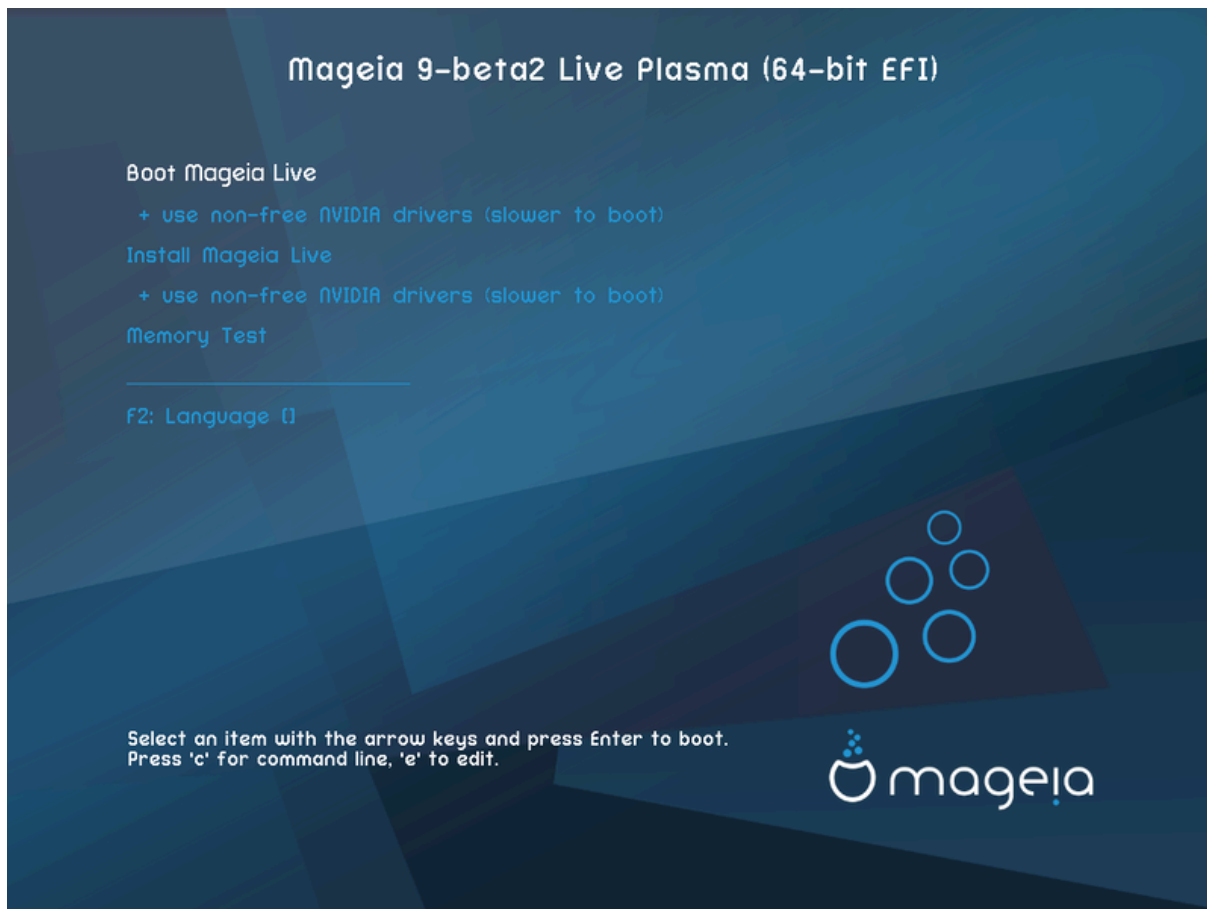 Mageia 9-beta2 Live Plasma (64-bit EFI)
Boot Mageia Live
+ use non-free NVIDIA drivers (slower to boot)
Install Mageia Live
+ use non-free NVIDIA drivers (slower to boot)
Memory Test
F2: Language []
Select an item with the arrow keys and press Enter to boot.
Press 'c' for command line, 'e' to edit.
mageia